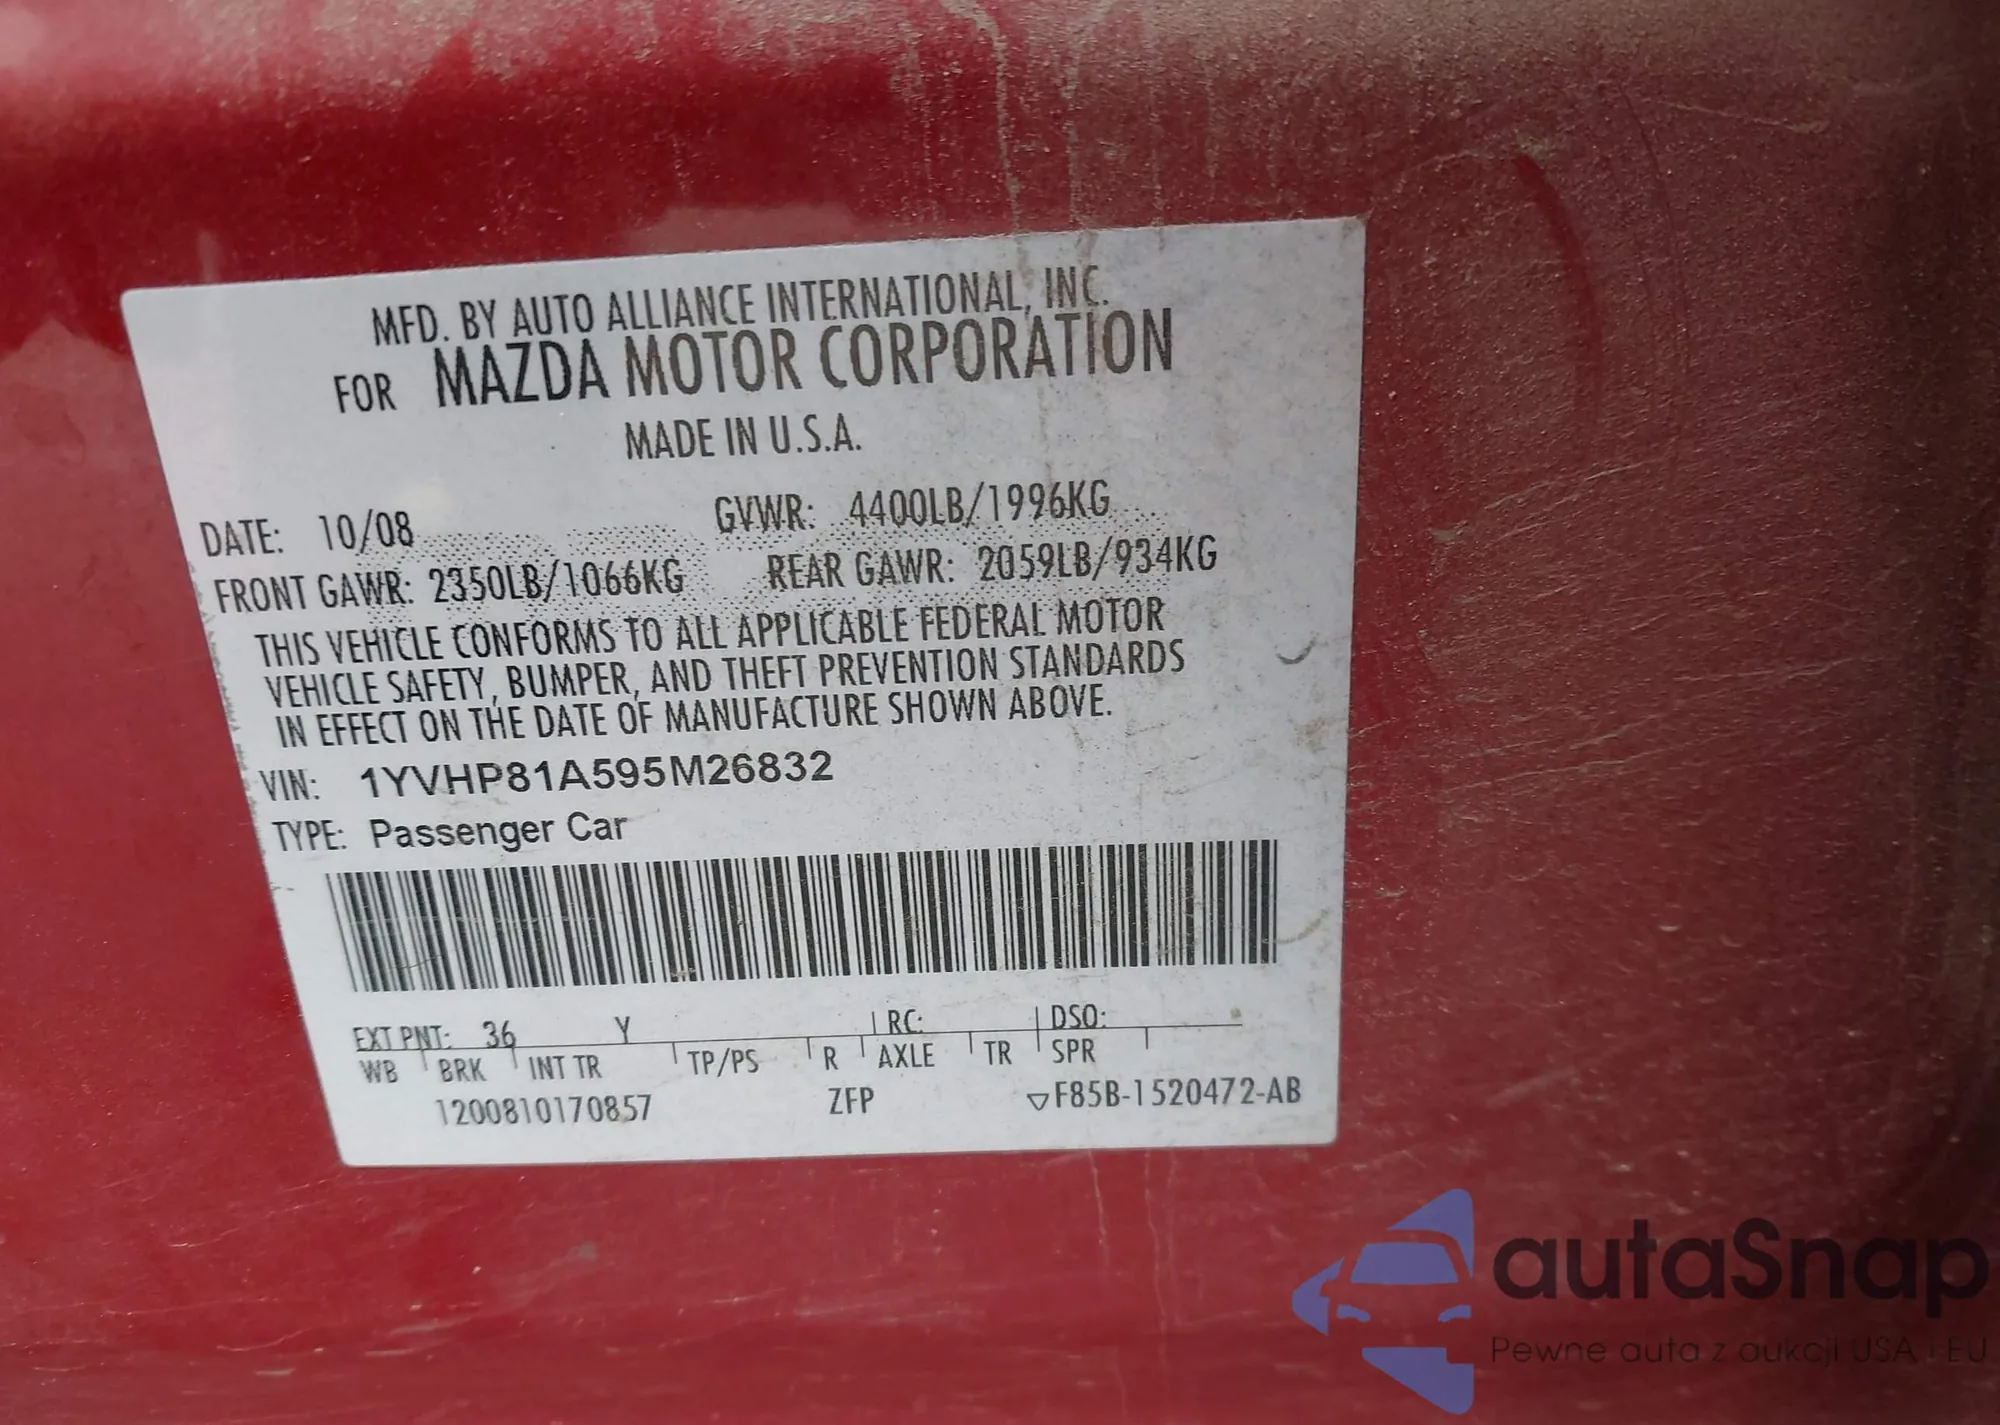 MFD. BY AUTO ALLIANCE INTERNATIONAL, INC.
FOR MAZDA MOTOR CORPORATION
MADE IN U.S.A.
DATE: 10/08 GVWR: 4400LB/1996KG
FRONT GAWR: 2350LB/1066KG REAR GAWR: 2059LB/934KG
THIS VEHICLE CONFORMS TO ALL APPLICABLE FEDERAL MOTOR
VEHICLE SAFETY, BUMPER, AND THEFT PREVENTION STANDARDS
IN EFFECT ON THE DATE OF MANUFACTURE SHOWN ABOVE.
VIN: 1YVHP81A595M26832
TYPE: Passenger Car
EXT PNT: 36 Y RC: DSO:
WB BRK INT TR TP/PS R AXLE TR SPR
1200810170857 ZFP ▽F85B-1520472-AB
autaSnap
Pewne auta z aukcji USA i EU